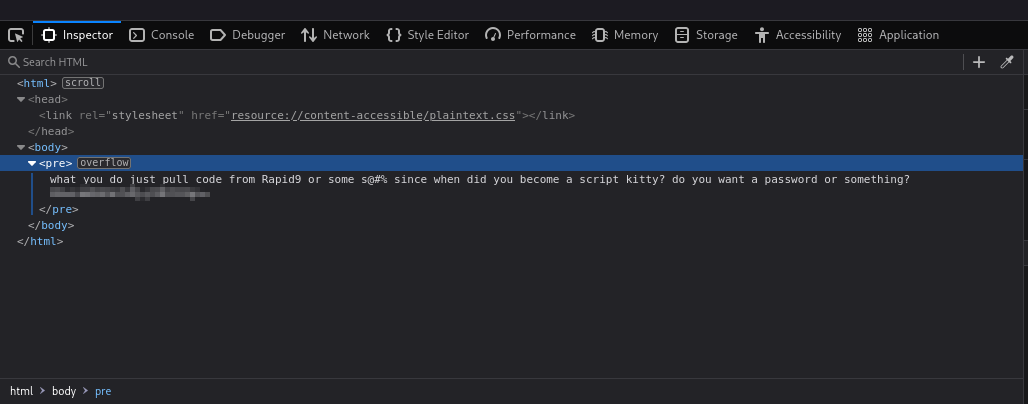 Inspector Console Debugger Network Style Editor Performance Memory Storage Accessibility Application
Search HTML
<html> scroll
<head>
<link rel="stylesheet" href="resource://content-accessible/plaintext.css"></link>
</head>
<body>
<pre> overflow
what you do just pull code from Rapid9 or some s@#% since when did you become a script kitty? do you want a password or something?
</pre>
</body>
</html>
html > body > pre